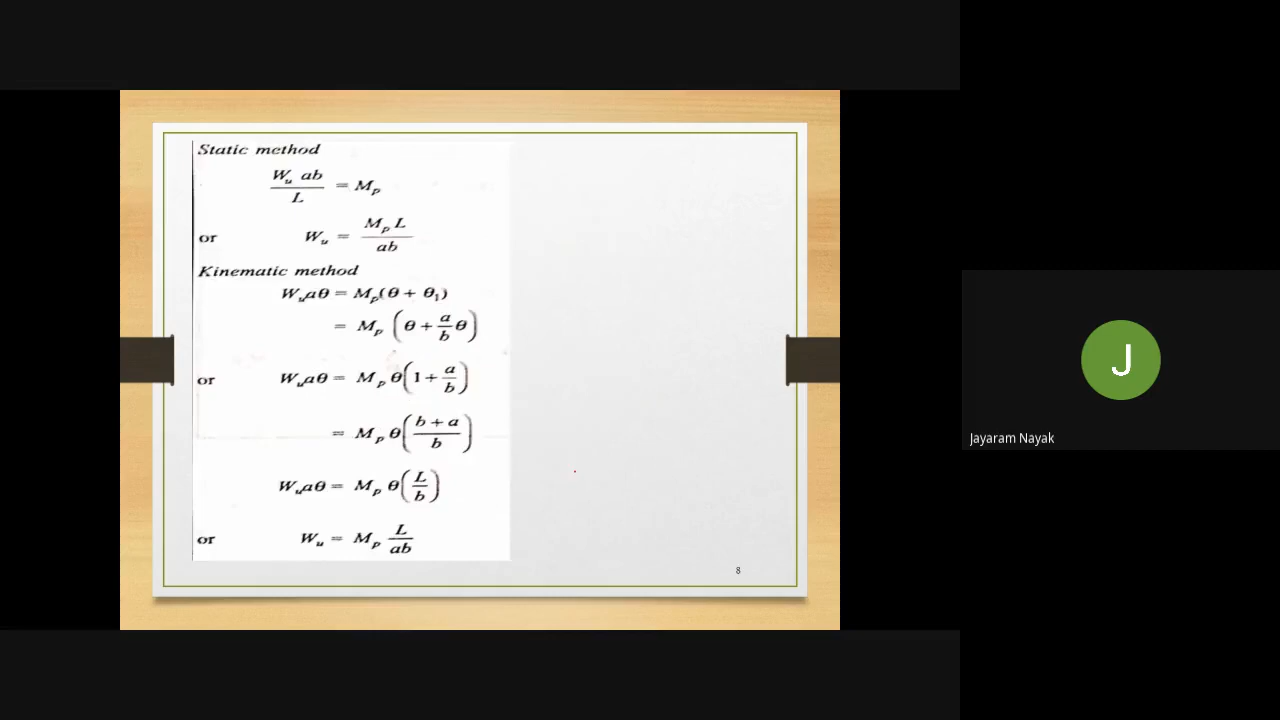 Static method
W_u ab / L = M_p
or W_u = M_p L / ab
Kinematic method
W_u aθ = M_p(θ + θ_1)
= M_p (θ + a/b θ)
or W_u aθ = M_p θ(1 + a/b)
= M_p θ((b + a)/b)
W_u aθ = M_p θ(L/b)
or W_u = M_p L/ab
8
J
Jayaram Nayak